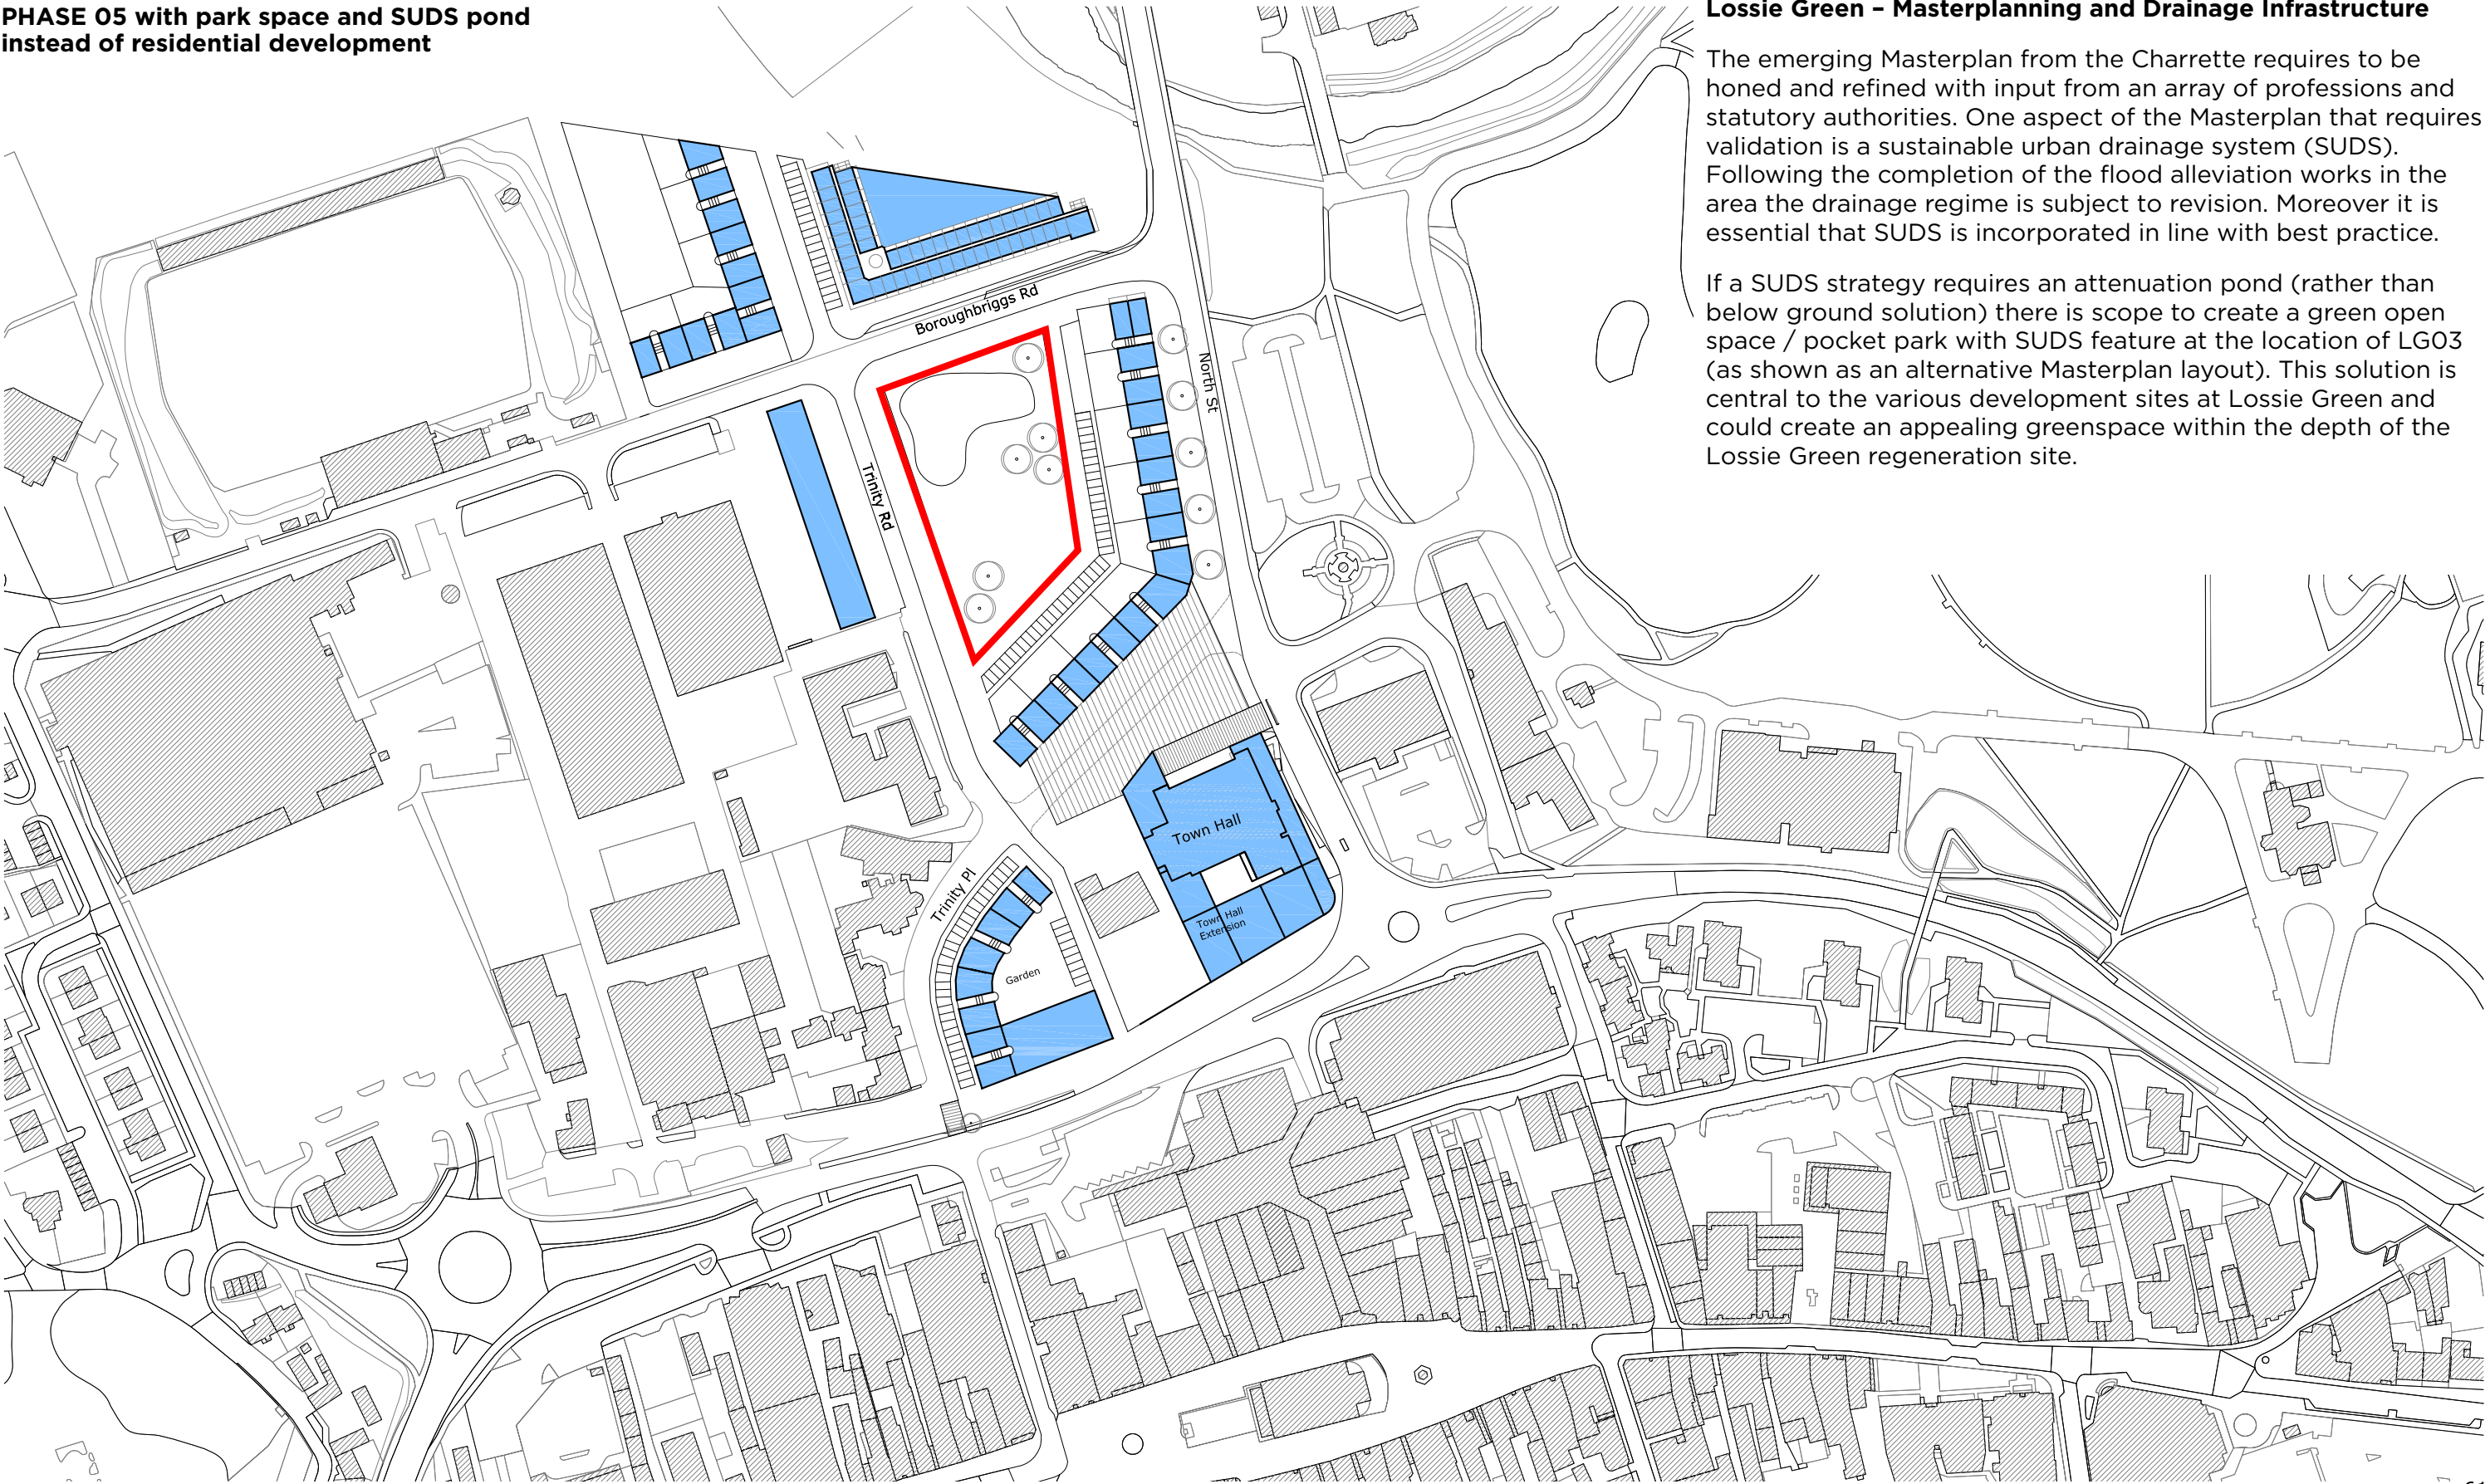 PHASE 05 with park space and SUDS pond
instead of residential development
Lossie Green – Masterplanning and Drainage Infrastructure
The emerging Masterplan from the Charrette requires to be
honed and refined with input from an array of professions and
statutory authorities. One aspect of the Masterplan that requires
validation is a sustainable urban drainage system (SUDS).
Following the completion of the flood alleviation works in the
area the drainage regime is subject to revision. Moreover it is
essential that SUDS is incorporated in line with best practice.
If a SUDS strategy requires an attenuation pond (rather than
below ground solution) there is scope to create a green open
space / pocket park with SUDS feature at the location of LG03
(as shown as an alternative Masterplan layout). This solution is
central to the various development sites at Lossie Green and
could create an appealing greenspace within the depth of the
Lossie Green regeneration site.
Boroughbriggs Rd
North St
Trinity Rd
Town Hall
Trinity Pl
Town Hall
Extension
Garden